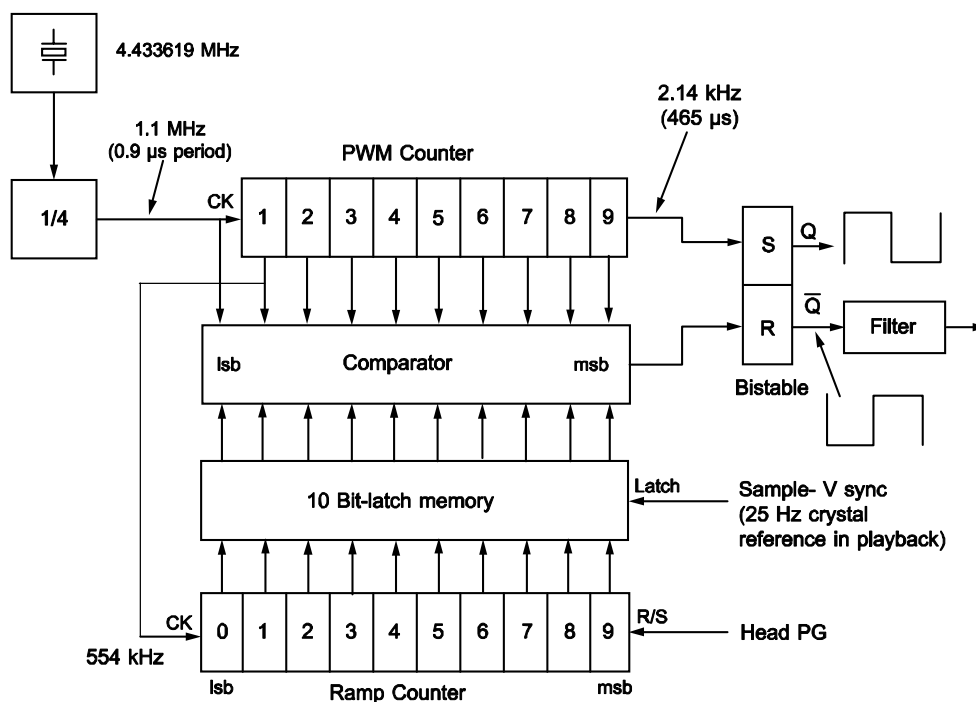 4.433619 MHz
1.1 MHz
(0.9 µs period)
1/4
2.14 kHz
(465 µs)
PWM Counter
CK
1 2 3 4 5 6 7 8 9
S
Q
R
Q̅
Filter
Bistable
lsb
Comparator
msb
10 Bit-latch memory
Latch
Sample- V sync
(25 Hz crystal
reference in playback)
CK
554 kHz
0 1 2 3 4 5 6 7 8 9
R/S
Head PG
lsb
Ramp Counter
msb